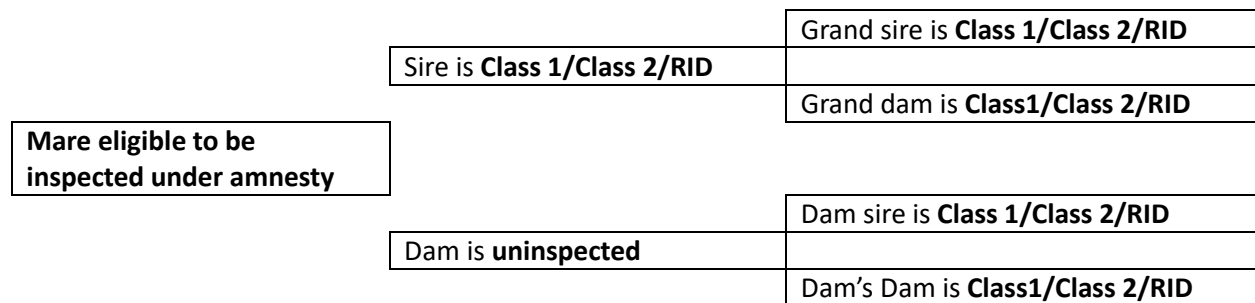 Grand sire is Class 1/Class 2/RID
Sire is Class 1/Class 2/RID
Grand dam is Class1/Class 2/RID
Mare eligible to be
inspected under amnesty
Dam sire is Class 1/Class 2/RID
Dam is uninspected
Dam’s Dam is Class1/Class 2/RID